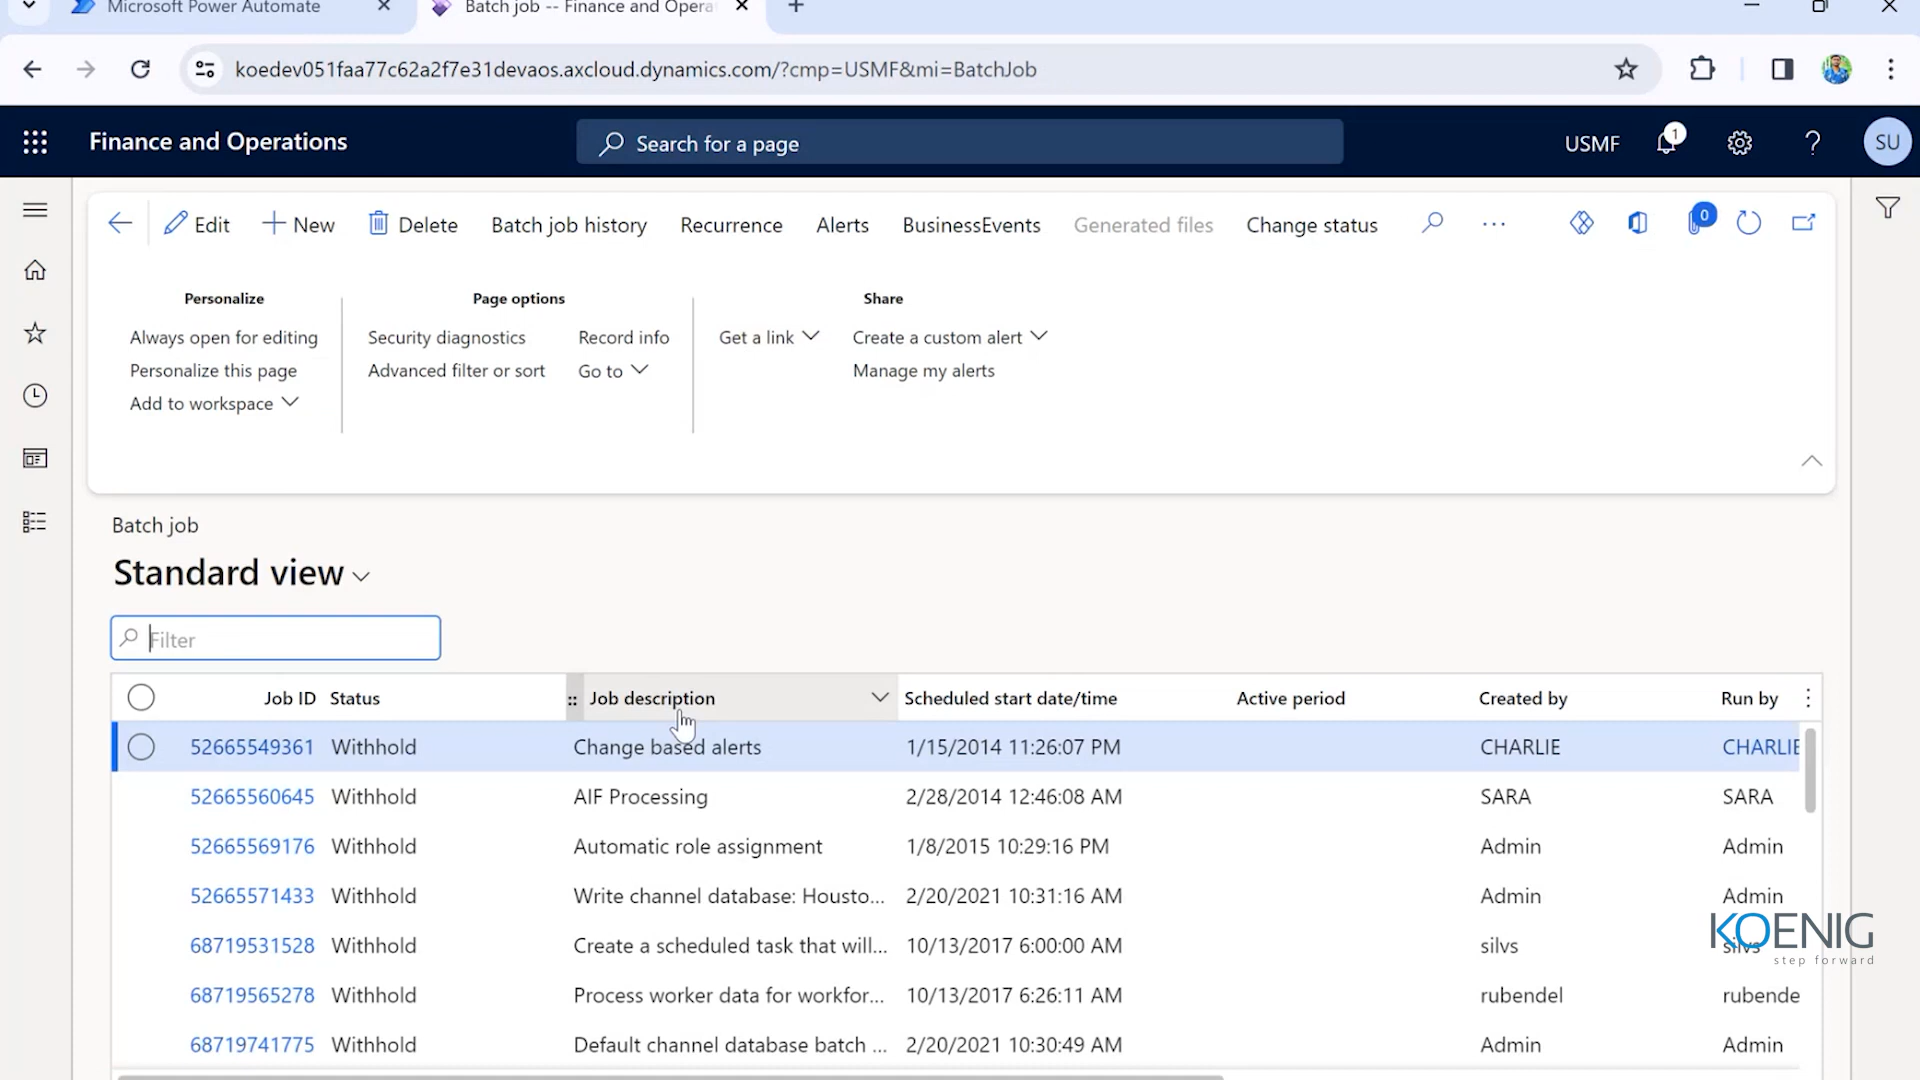 Microsoft Power Automate
Batch job -- Finance and Opera
koedev051faa77c62a2f7e31devaos.axcloud.dynamics.com/?cmp=USMF&mi=BatchJob
Finance and Operations
Search for a page
USMF
1
SU
Edit
New
Delete
Batch job history
Recurrence
Alerts
BusinessEvents
Generated files
Change status
0
Personalize
Page options
Share
Always open for editing
Security diagnostics
Record info
Get a link
Create a custom alert
Personalize this page
Advanced filter or sort
Go to
Manage my alerts
Add to workspace
Batch job
Standard view
Filter
Job ID Status Job description Scheduled start date/time Active period Created by Run by
52665549361 Withhold Change based alerts 1/15/2014 11:26:07 PM CHARLIE CHARLIE
52665560645 Withhold AIF Processing 2/28/2014 12:46:08 AM SARA SARA
52665569176 Withhold Automatic role assignment 1/8/2015 10:29:16 PM Admin Admin
52665571433 Withhold Write channel database: Housto... 2/20/2021 10:31:16 AM Admin Admin
68719531528 Withhold Create a scheduled task that will... 10/13/2017 6:00:00 AM silvs silvs
68719565278 Withhold Process worker data for workfor... 10/13/2017 6:26:11 AM rubendel rubende
68719741775 Withhold Default channel database batch ... 2/20/2021 10:30:49 AM Admin Admin
KOENIG
step forward